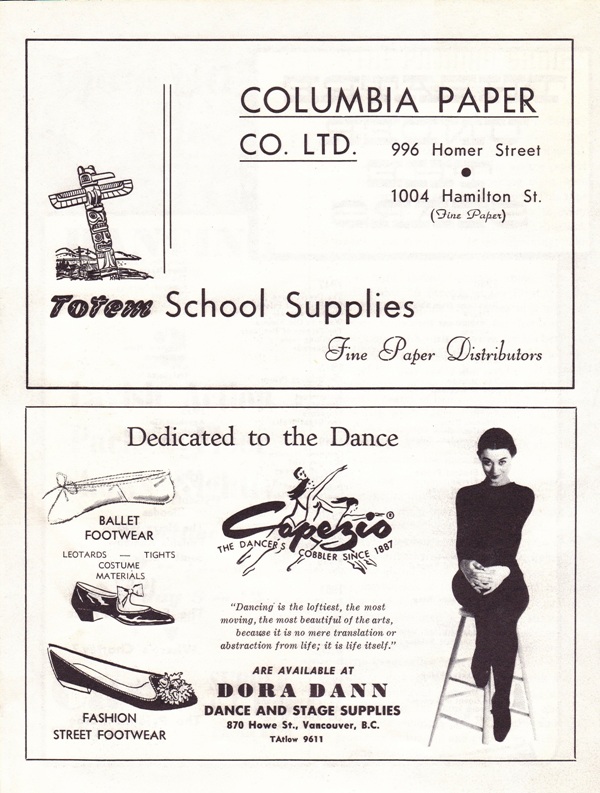 COLUMBIA PAPER
CO. LTD.
996 Homer Street
•
1004 Hamilton St.
(Fine Paper)
Totem School Supplies
Fine Paper Distributors
Dedicated to the Dance
BALLET
FOOTWEAR
LEOTARDS — TIGHTS
COSTUME
MATERIALS
FASHION
STREET FOOTWEAR
Capezio®
THE DANCER'S COBBLER SINCE 1887
"Dancing is the loftiest, the most
moving, the most beautiful of the arts,
because it is no mere translation or
abstraction from life; it is life itself."
ARE AVAILABLE AT
DORA DANN
DANCE AND STAGE SUPPLIES
870 Howe St., Vancouver, B.C.
TAtlow 9611